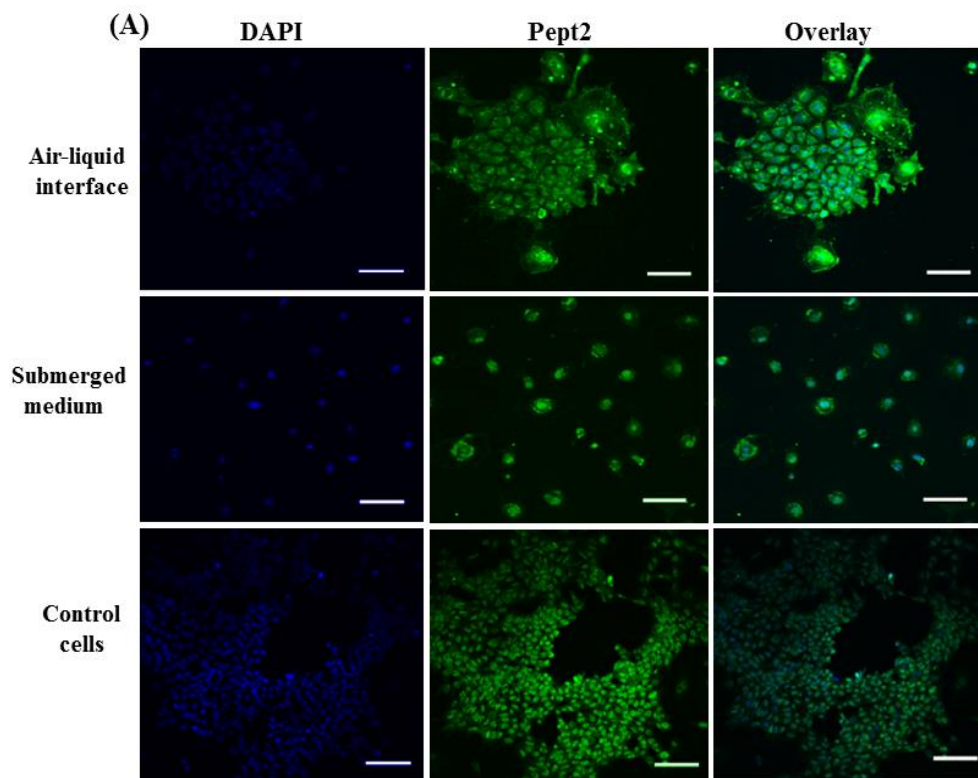 (A)
DAPI
Pept2
Overlay
Air-liquid
interface
Submerged
medium
Control
cells